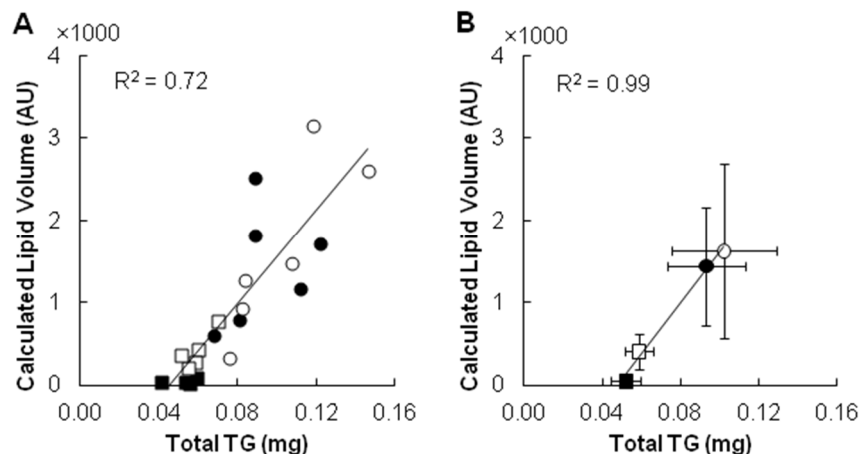 A
×1000
4
R² = 0.72
3
2
1
0
0.00 0.04 0.08 0.12 0.16
Calculated Lipid Volume (AU)
Total TG (mg)
B
×1000
4
R² = 0.99
3
2
1
0
0.00 0.04 0.08 0.12 0.16
Calculated Lipid Volume (AU)
Total TG (mg)